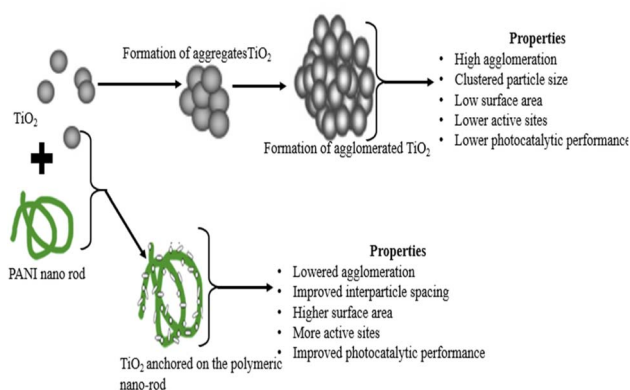 Formation of aggregatesTiO₂
TiO₂
Formation of agglomerated TiO₂
Properties
• High agglomeration
• Clustered particle size
• Low surface area
• Lower active sites
• Lower photocatalytic performance
+
PANI nano rod
TiO₂ anchored on the polymeric
nano-rod
Properties
• Lowered agglomeration
• Improved interparticle spacing
• Higher surface area
• More active sites
• Improved photocatalytic performance